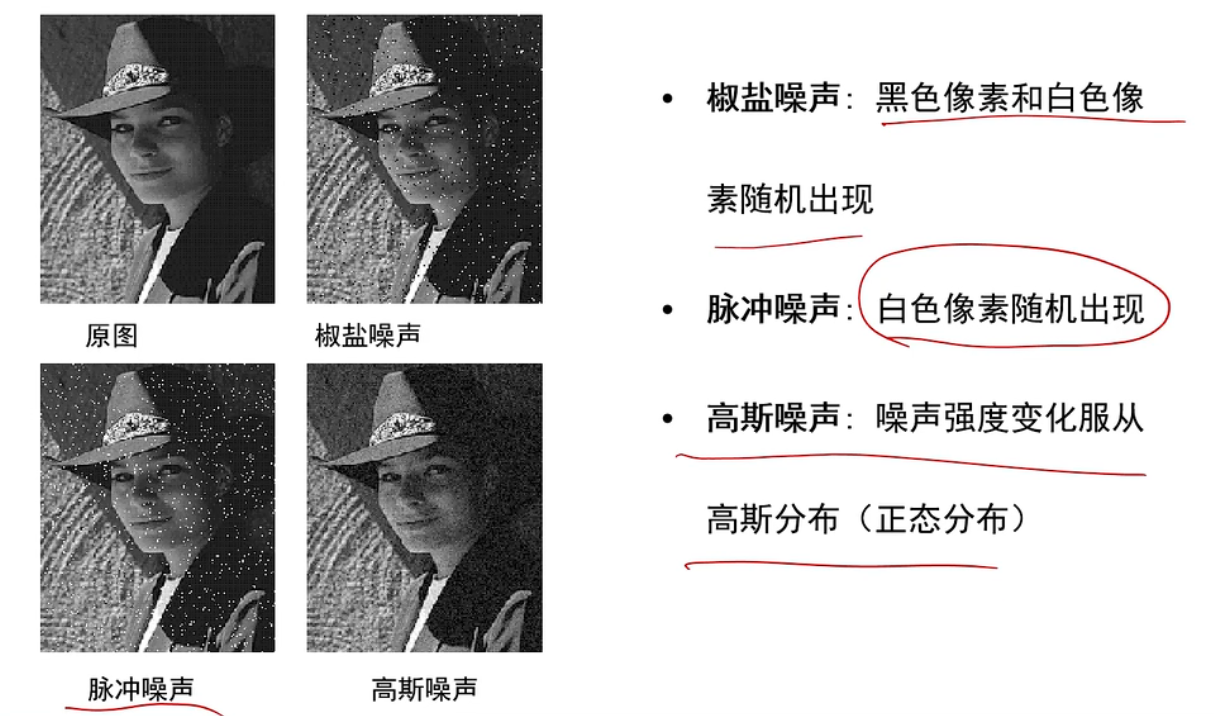 原图
椒盐噪声
脉冲噪声
高斯噪声
• 椒盐噪声：黑色像素和白色像
素随机出现
• 脉冲噪声：白色像素随机出现
• 高斯噪声：噪声强度变化服从
高斯分布（正态分布）